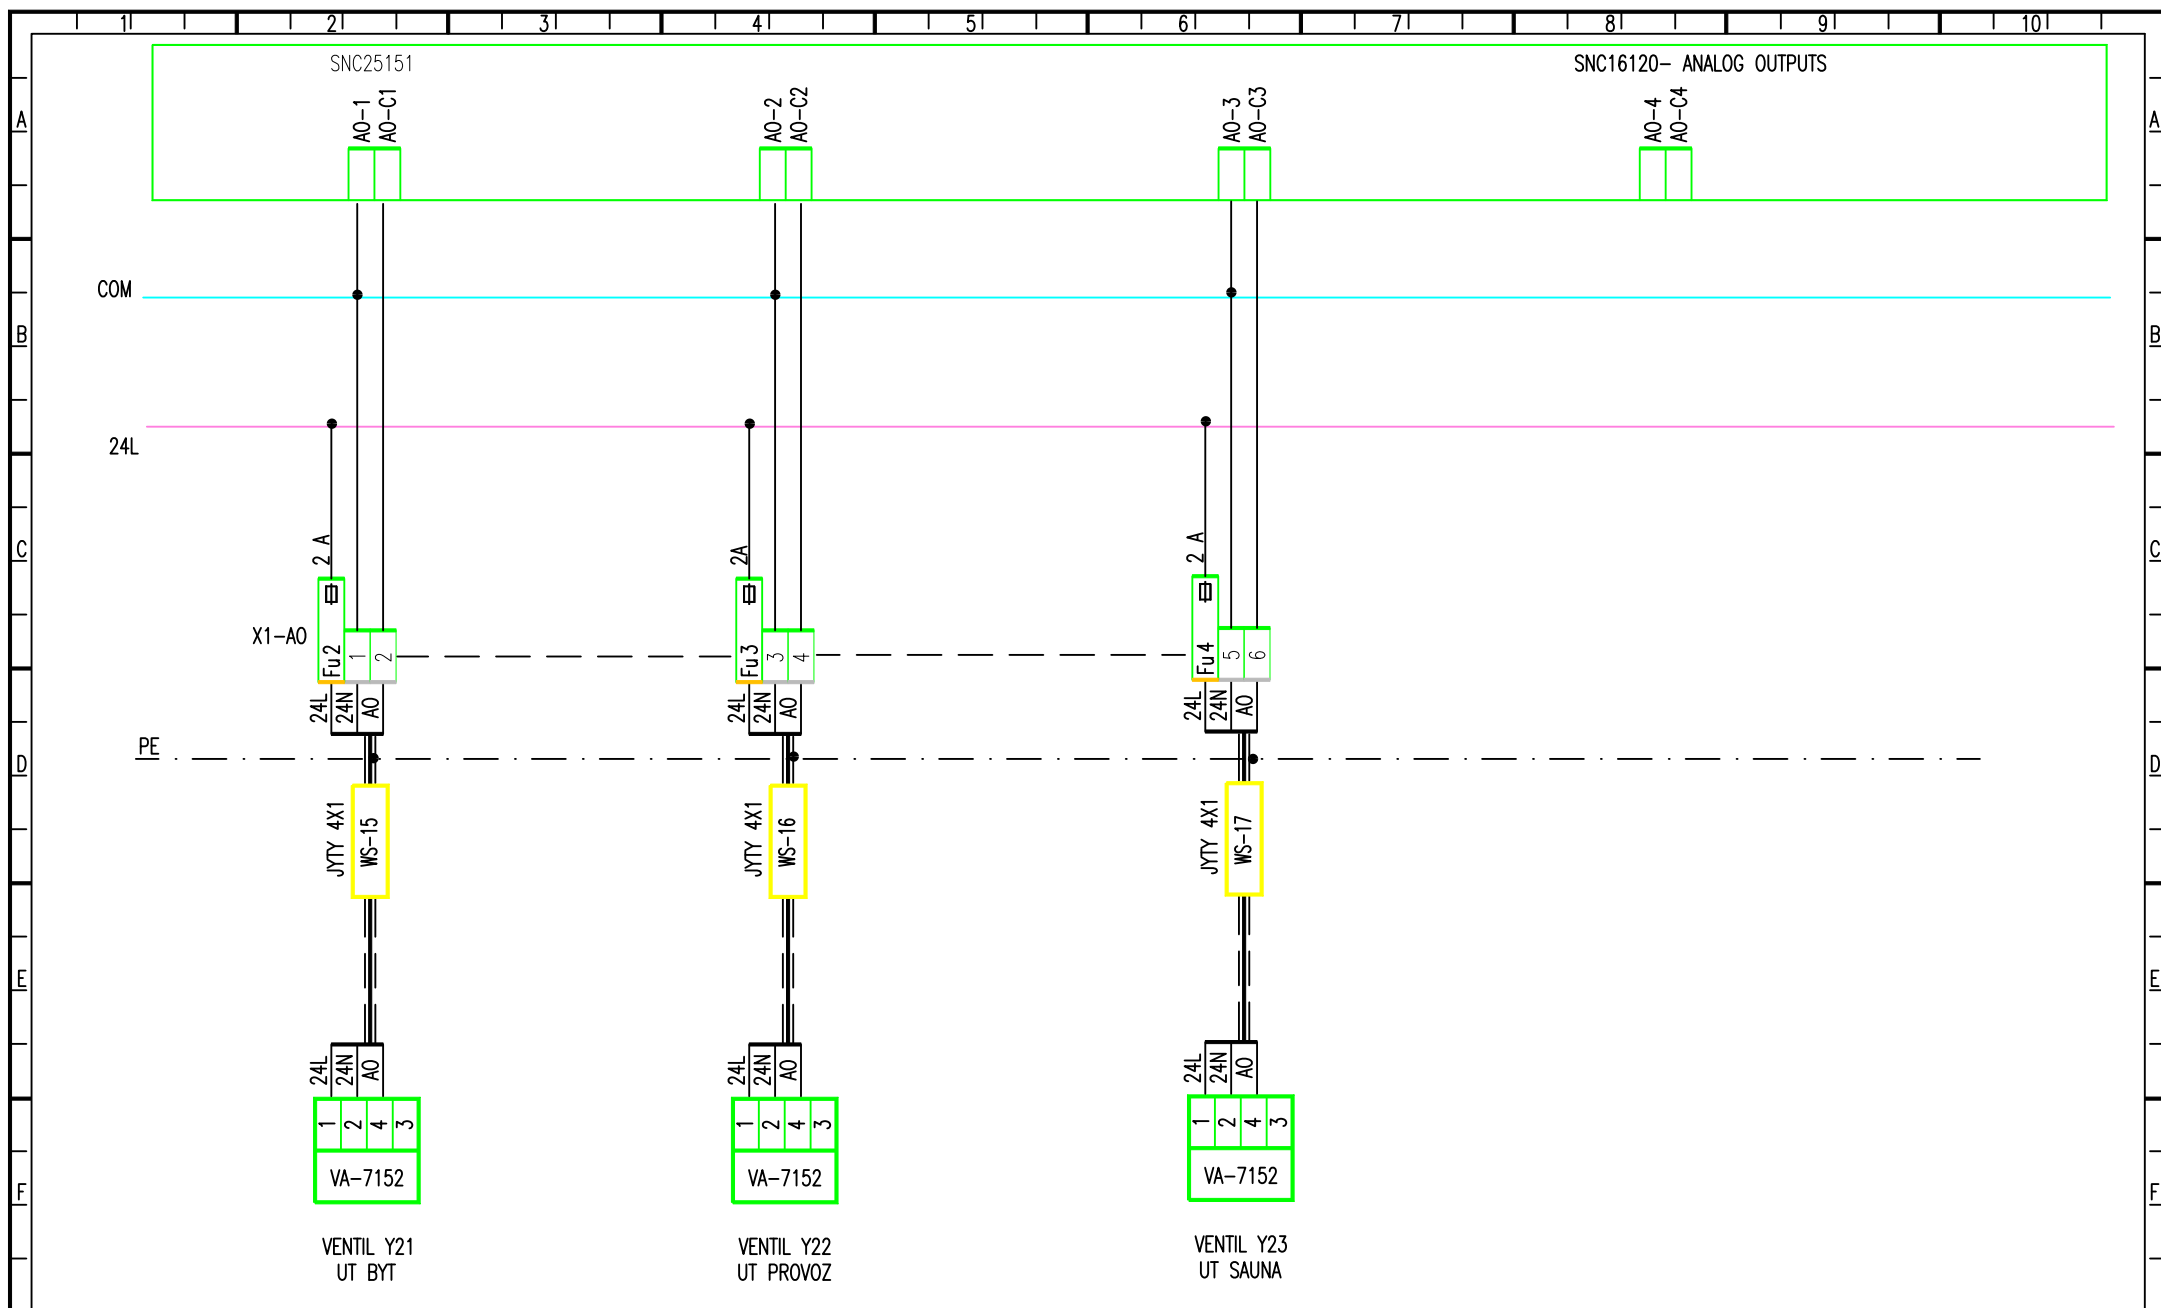 1 2 3 4 5 6 7 8 9 10
SNC25151
SNC16120- ANALOG OUTPUTS
A A
AO-1 AO-C1 AO-2 AO-C2 AO-3 AO-C3 AO-4 AO-C4
COM
B B
24L
2 A 2A 2 A
C C
X1-AO
Fu2 1 2 Fu3 3 4 Fu4 5 6
24L 24N AO 24L 24N AO 24L 24N AO
PE
D D
JYTY 4X1 WS-15 JYTY 4X1 WS-16 JYTY 4X1 WS-17
E E
24L 24N AO 24L 24N AO 24L 24N AO
1 2 4 3 1 2 4 3 1 2 4 3
VA-7152 VA-7152 VA-7152
F F
VENTIL Y21
UT BYT
VENTIL Y22
UT PROVOZ
VENTIL Y23
UT SAUNA